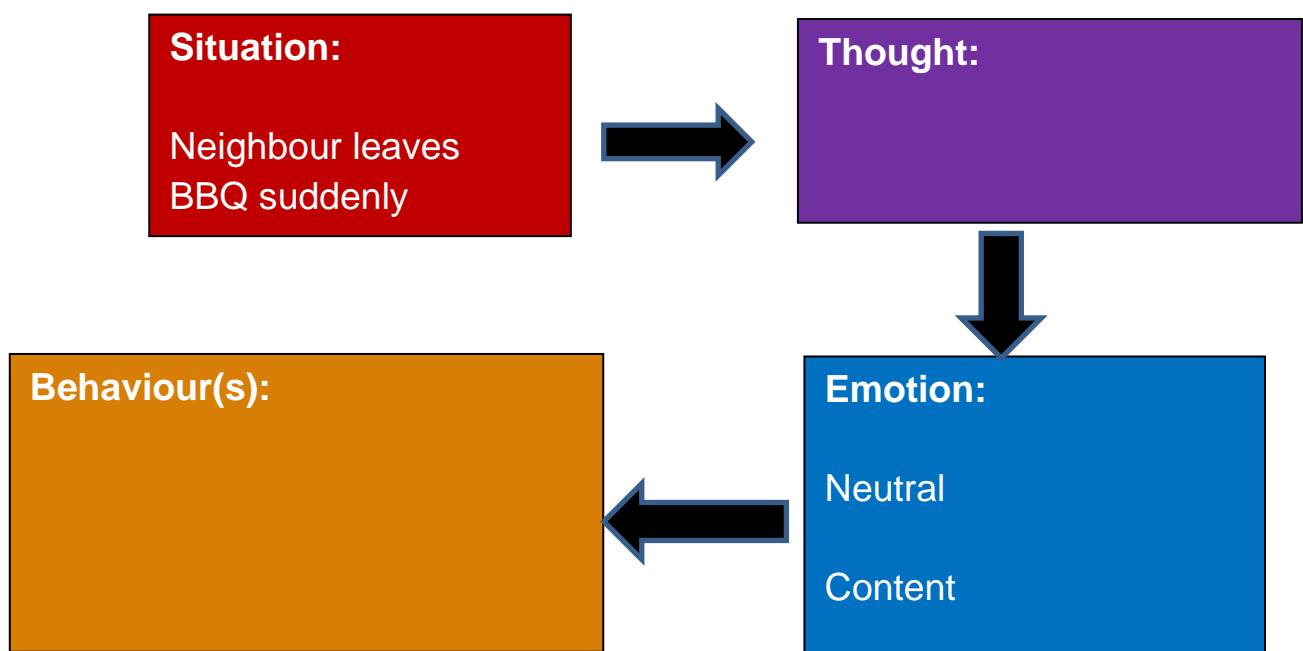 Situation:
Neighbour leaves
BBQ suddenly
Thought:
Emotion:
Neutral
Content
Behaviour(s):